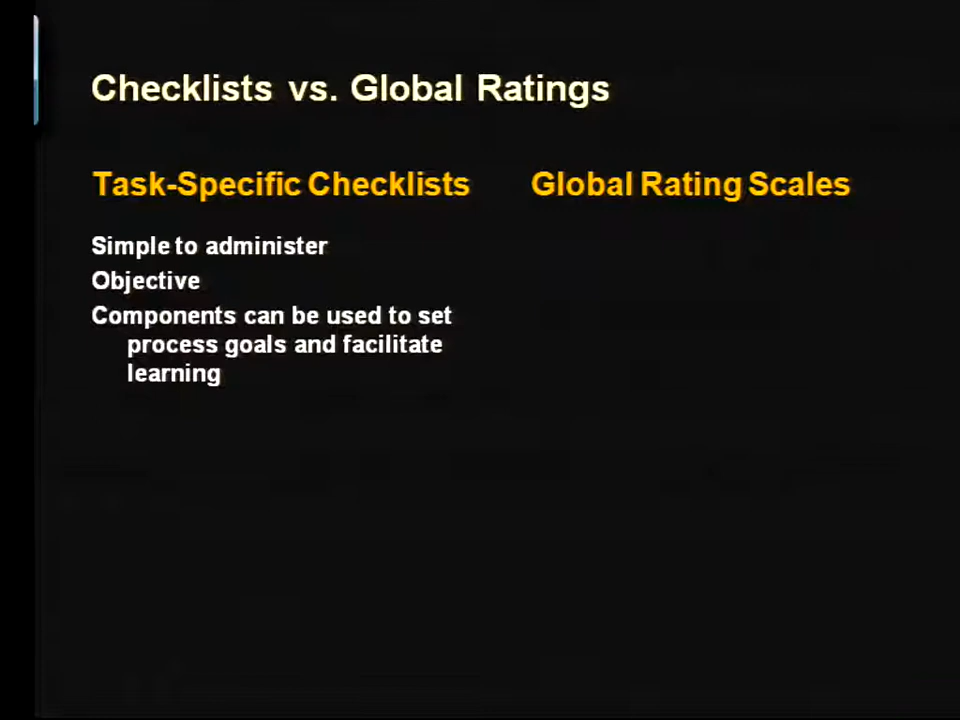 Checklists vs. Global Ratings
Task-Specific Checklists
Global Rating Scales
Simple to administer
Objective
Components can be used to set
process goals and facilitate
learning